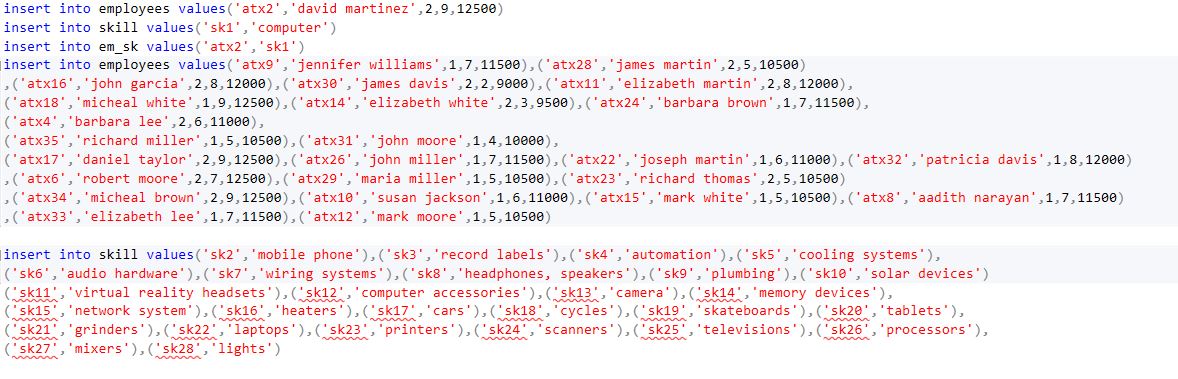 insert into employees values('atx2','david martinez',2,9,12500)
insert into skill values('sk1','computer')
insert into em_sk values('atx2','sk1')
insert into employees values('atx9','jennifer williams',1,7,11500),('atx28','james martin',2,5,10500)
,('atx16','john garcia',2,8,12000),('atx30','james davis',2,2,9000),('atx11','elizabeth martin',2,8,12000),
('atx18','micheal white',1,9,12500),('atx14','elizabeth white',2,3,9500),('atx24','barbara brown',1,7,11500),
('atx4','barbara lee',2,6,11000),
('atx35','richard miller',1,5,10500),('atx31','john moore',1,4,10000),
('atx17','daniel taylor',2,9,12500),('atx26','john miller',1,7,11500),('atx22','joseph martin',1,6,11000),('atx32','patricia davis',1,8,12000)
,('atx6','robert moore',2,7,12500),('atx29','maria miller',1,5,10500),('atx23','richard thomas',2,5,10500)
,('atx34','micheal brown',2,9,12500),('atx10','susan jackson',1,6,11000),('atx15','mark white',1,5,10500),('atx8','aadith narayan',1,7,11500)
,('atx33','elizabeth lee',1,7,11500),('atx12','mark moore',1,5,10500)
insert into skill values('sk2','mobile phone'),('sk3','record labels'),('sk4','automation'),('sk5','cooling systems'),
('sk6','audio hardware'),('sk7','wiring systems'),('sk8','headphones, speakers'),('sk9','plumbing'),('sk10','solar devices')
('sk11','virtual reality headsets'),('sk12','computer accessories'),('sk13','camera'),('sk14','memory devices'),
('sk15','network system'),('sk16','heaters'),('sk17','cars'),('sk18','cycles'),('sk19','skateboards'),('sk20','tablets'),
('sk21','grinders'),('sk22','laptops'),('sk23','printers'),('sk24','scanners'),('sk25','televisions'),('sk26','processors'),
('sk27','mixers'),('sk28','lights')